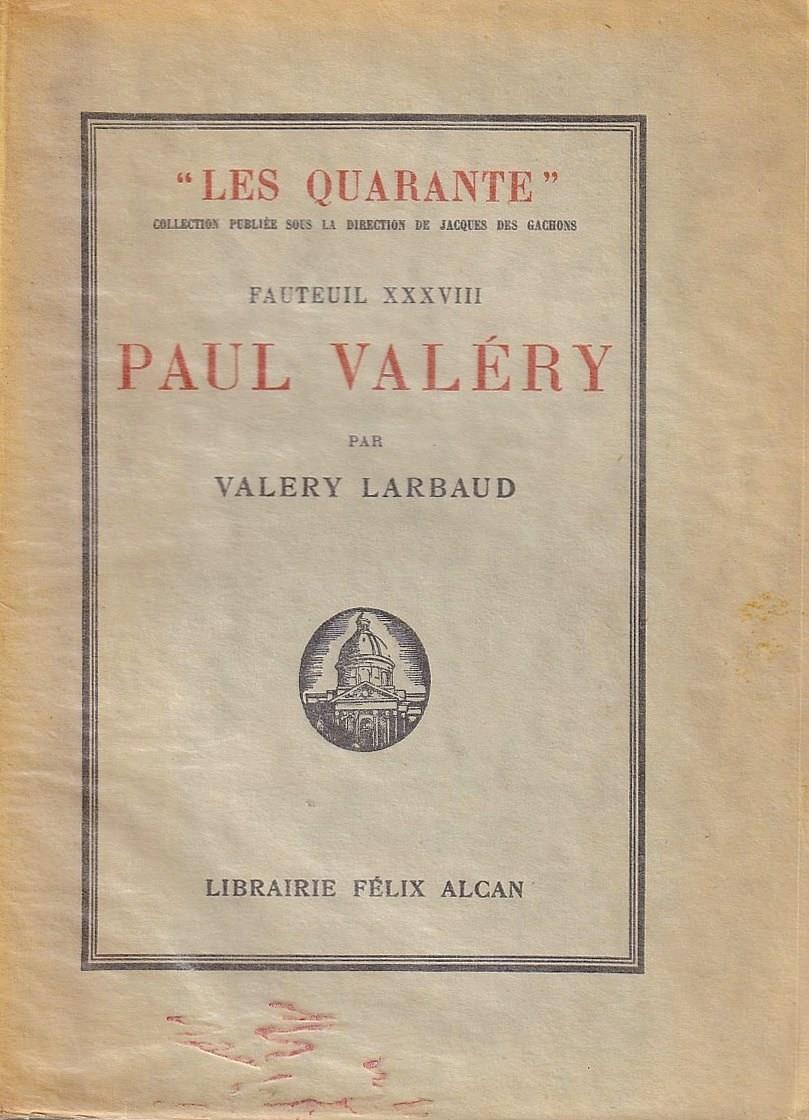 “LES QUARANTE”
COLLECTION PUBLIÉE SOUS LA DIRECTION DE JACQUES DES GACHONS
FAUTEUIL XXXVIII
PAUL VALÉRY
PAR
VALERY LARBAUD
LIBRAIRIE FÉLIX ALCAN